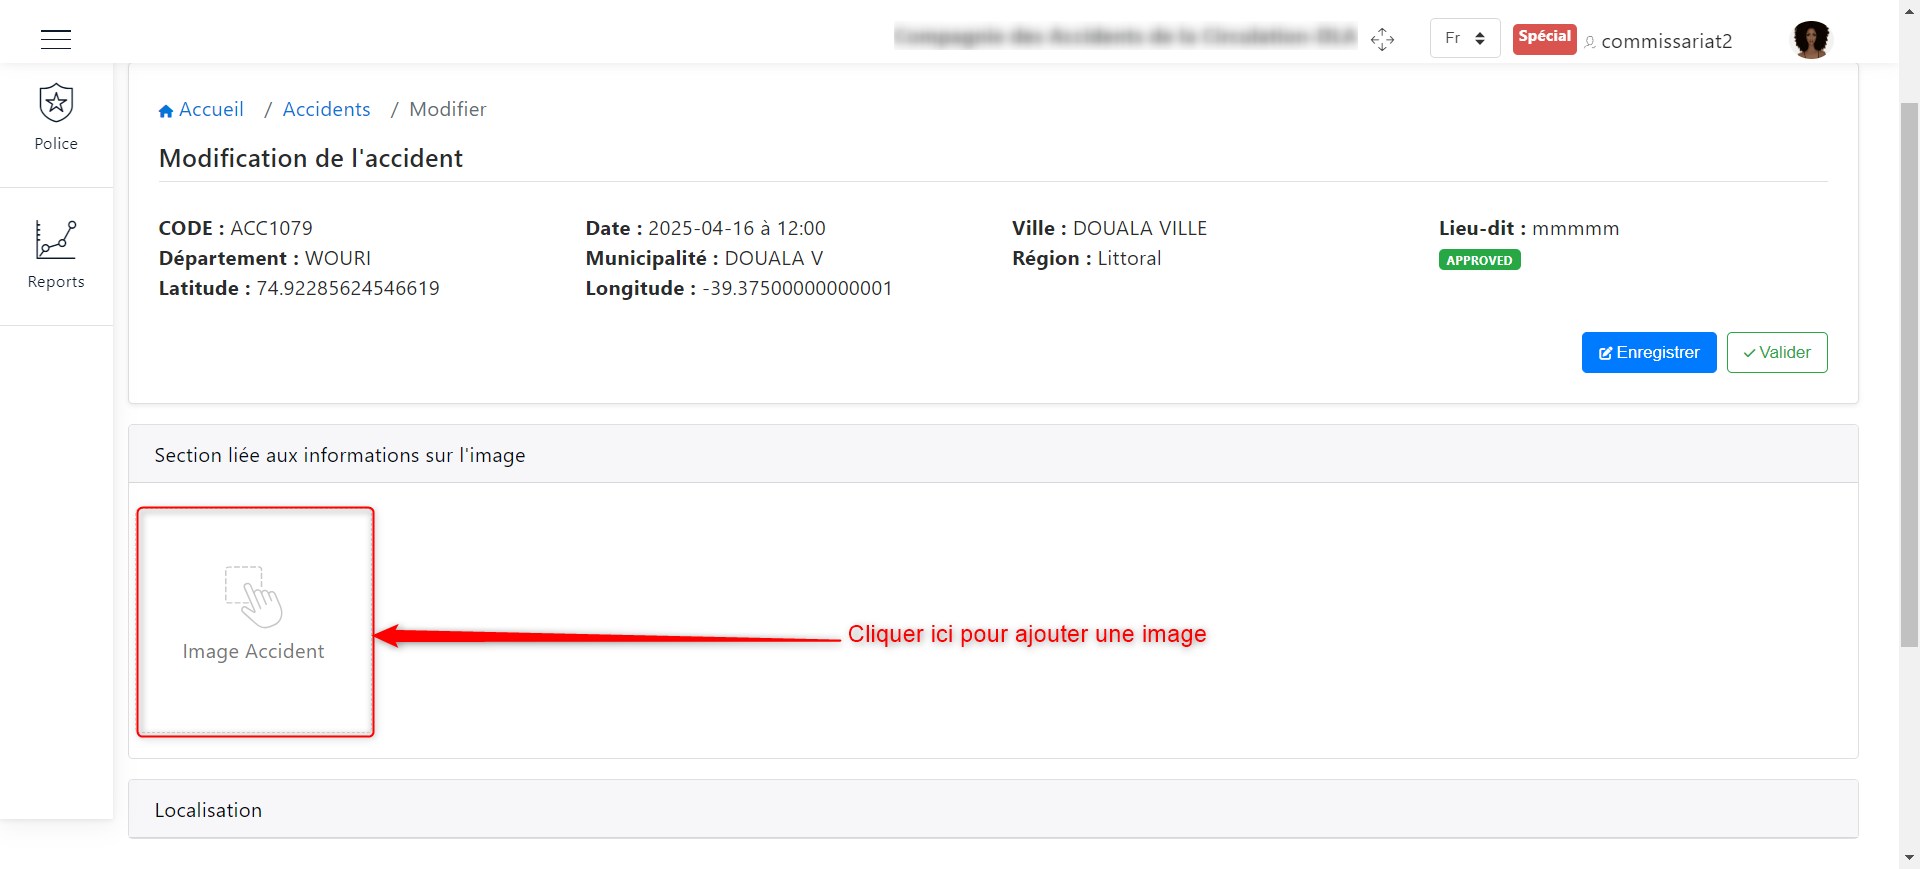 Fr
Spécial
commissariat2
Police
Reports
Accueil / Accidents / Modifier
Modification de l'accident
CODE : ACC1079
Date : 2025-04-16 à 12:00
Ville : DOUALA VILLE
Lieu-dit : mmmmm
Département : WOURI
Municipalité : DOUALA V
Région : Littoral
APPROVED
Latitude : 74.92285624546619
Longitude : -39.37500000000001
Enregistrer
Valider
Section liée aux informations sur l'image
Image Accident
Cliquer ici pour ajouter une image
Localisation